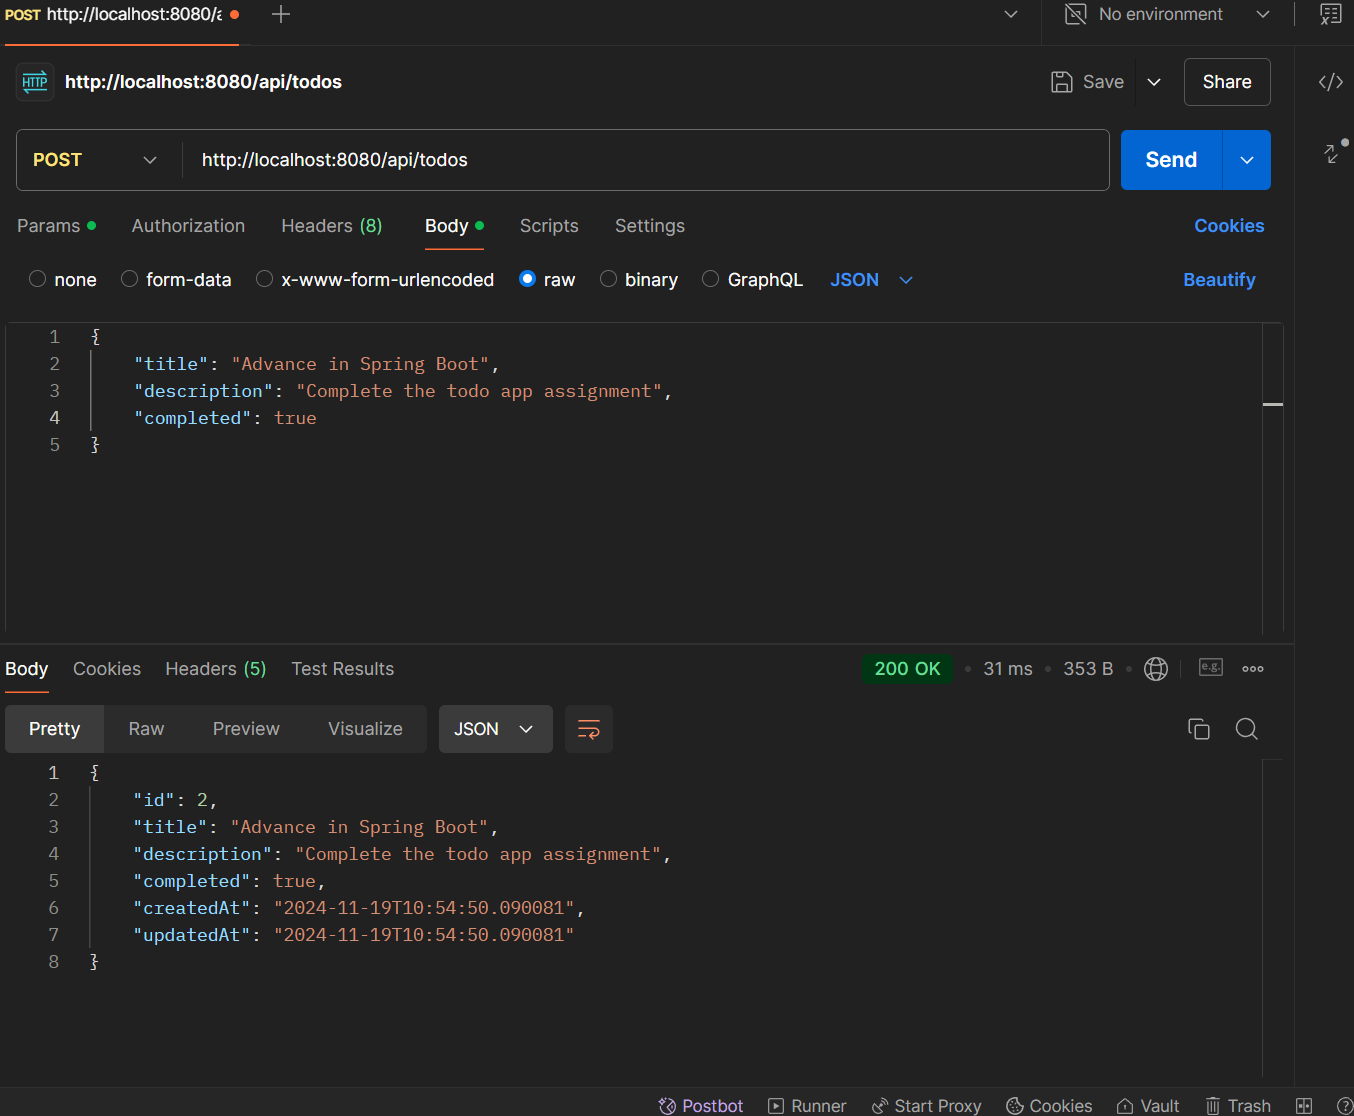 POST http://localhost:8080/a
No environment
HTTP http://localhost:8080/api/todos
Save
Share
POST http://localhost:8080/api/todos
Send
Params Authorization Headers (8) Body Scripts Settings
Cookies
none form-data x-www-form-urlencoded raw binary GraphQL JSON
Beautify
1 {
2 "title": "Advance in Spring Boot",
3 "description": "Complete the todo app assignment",
4 "completed": true
5 }
Body Cookies Headers (5) Test Results
200 OK • 31 ms • 353 B
e.g.
Pretty Raw Preview Visualize JSON
1 {
2 "id": 2,
3 "title": "Advance in Spring Boot",
4 "description": "Complete the todo app assignment",
5 "completed": true,
6 "createdAt": "2024-11-19T10:54:50.090081",
7 "updatedAt": "2024-11-19T10:54:50.090081"
8 }
Postbot Runner Start Proxy Cookies Vault Trash